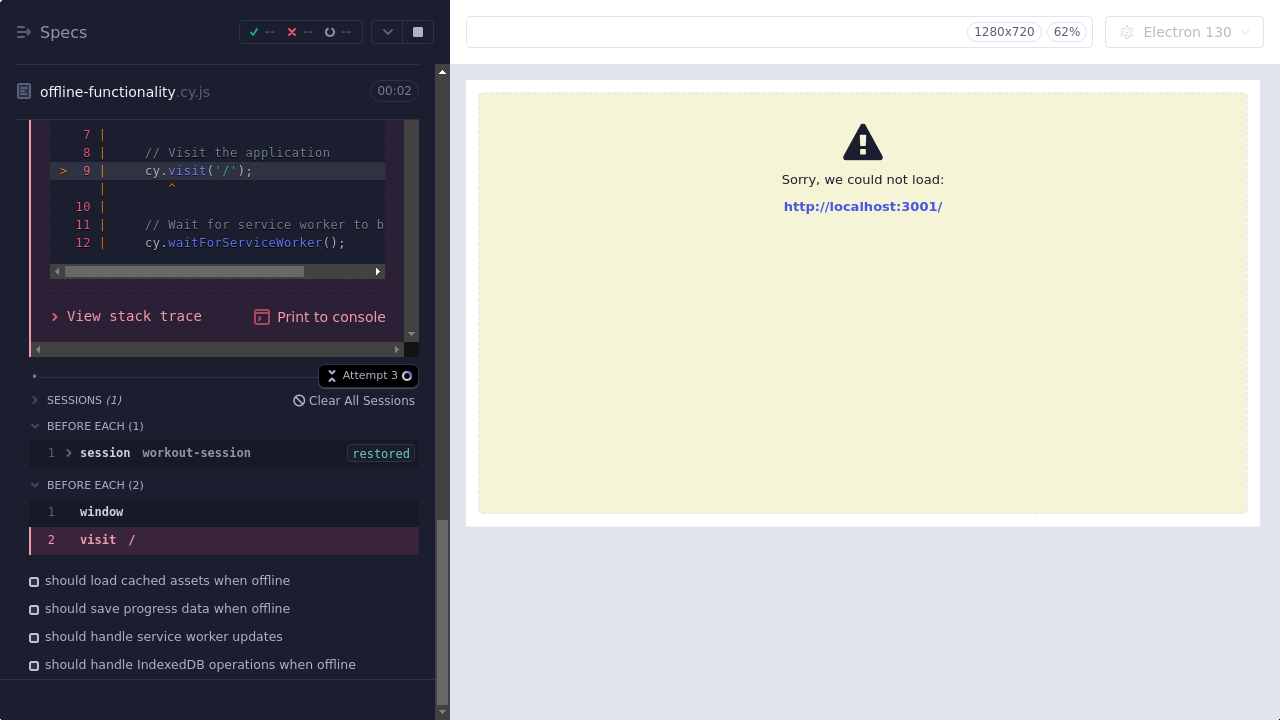 Specs
--
--
--
1280x720
62%
Electron 130
offline-functionality.cy.js
00:02
7 |
8 | // Visit the application
> 9 | cy.visit('/');
| ^
10 |
11 | // Wait for service worker to b
12 | cy.waitForServiceWorker();
View stack trace
Print to console
Attempt 3
SESSIONS (1)
Clear All Sessions
BEFORE EACH (1)
1 session workout-session restored
BEFORE EACH (2)
1 window
2 visit /
should load cached assets when offline
should save progress data when offline
should handle service worker updates
should handle IndexedDB operations when offline
Sorry, we could not load:
http://localhost:3001/